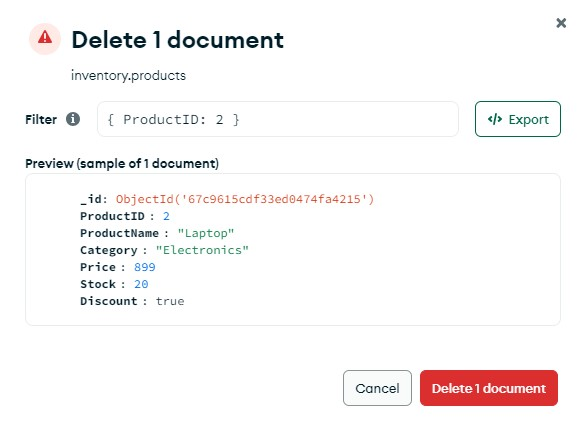 Delete 1 document
inventory.products
Filter { ProductID: 2 } </> Export
Preview (sample of 1 document)
_id: ObjectId('67c9615cdf33ed0474fa4215')
ProductID : 2
ProductName : "Laptop"
Category : "Electronics"
Price : 899
Stock : 20
Discount : true
Cancel Delete 1 document